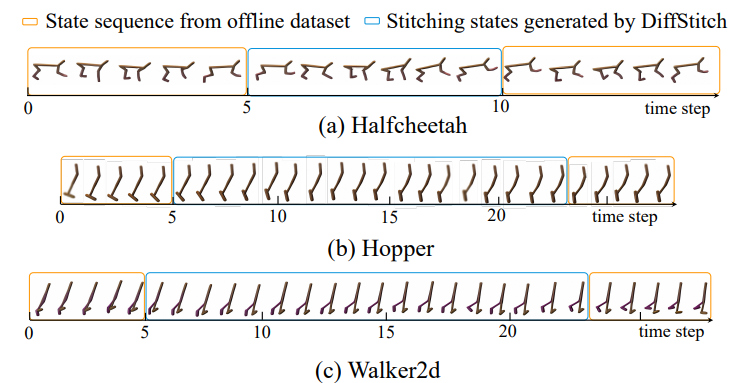 State sequence from offline dataset Stitching states generated by DiffStitch
0 5 10 time step
(a) Halfcheetah
0 5 10 15 20 time step
(b) Hopper
0 5 10 15 20 time step
(c) Walker2d